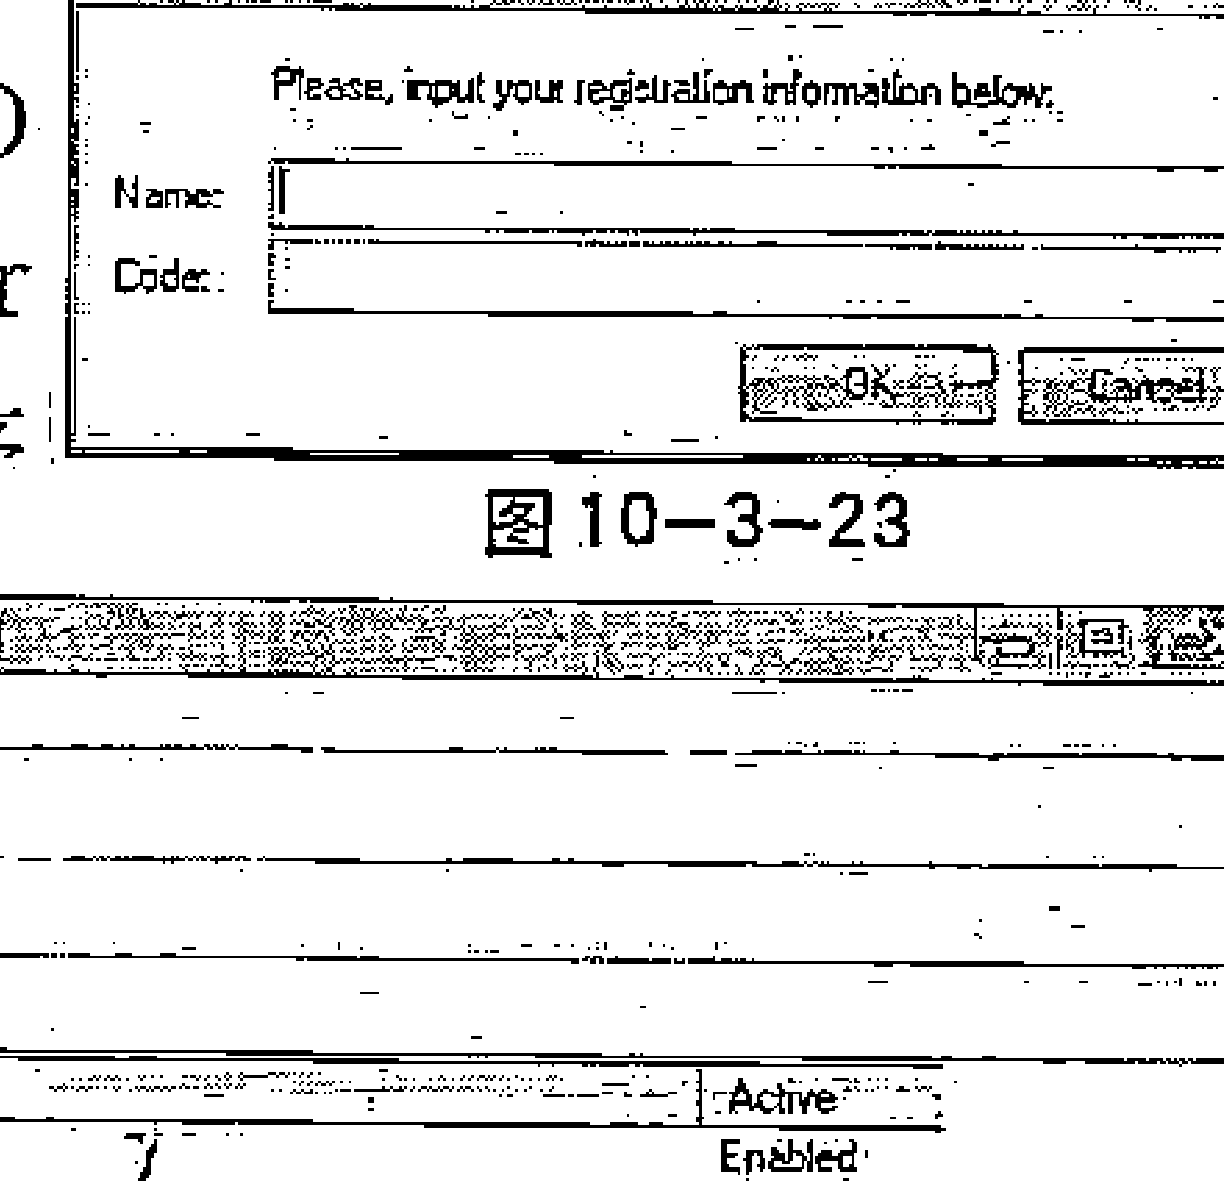 Please, input your registration information below:
Name:
Code:
OK Cancel
图 10-3-23
Active
Enabled